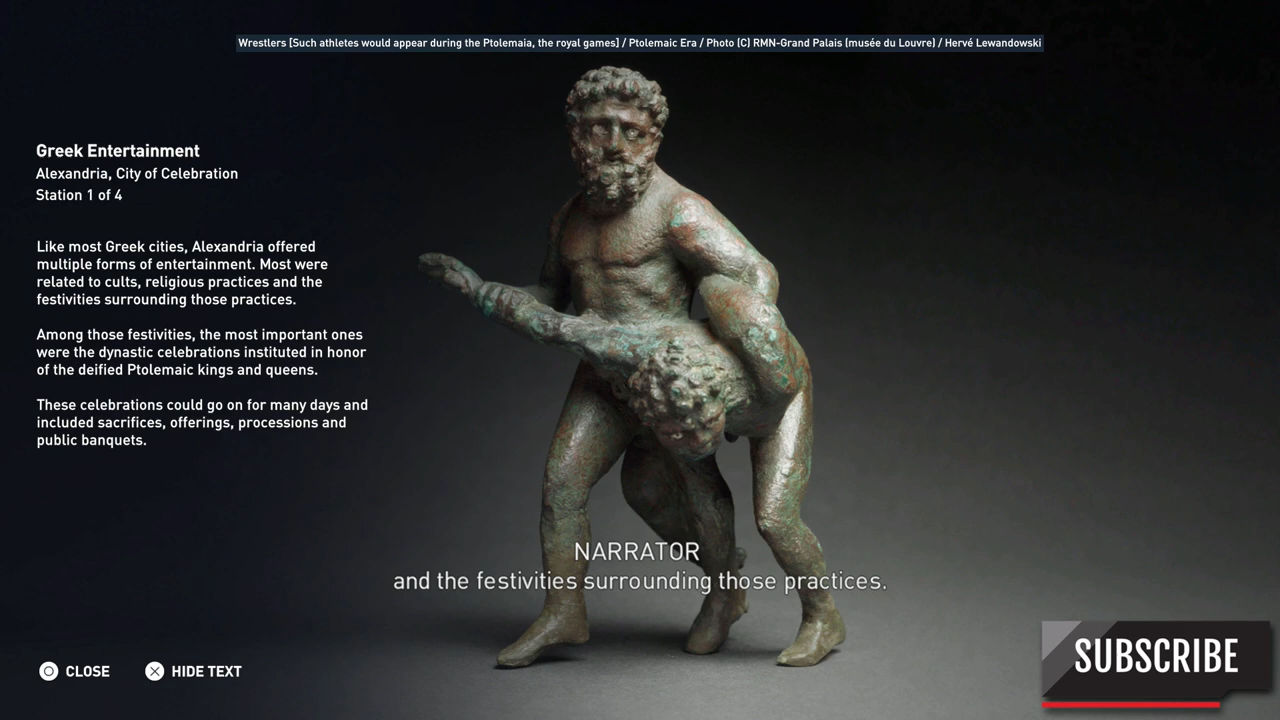 Wrestlers [Such athletes would appear during the Ptolemaia, the royal games] / Ptolemaic Era / Photo (C) RMN-Grand Palais (musée du Louvre) / Hervé Lewandowski
Greek Entertainment
Alexandria, City of Celebration
Station 1 of 4
Like most Greek cities, Alexandria offered
multiple forms of entertainment. Most were
related to cults, religious practices and the
festivities surrounding those practices.
Among those festivities, the most important ones
were the dynastic celebrations instituted in honor
of the deified Ptolemaic kings and queens.
These celebrations could go on for many days and
included sacrifices, offerings, processions and
public banquets.
NARRATOR
and the festivities surrounding those practices.
CLOSE
HIDE TEXT
SUBSCRIBE